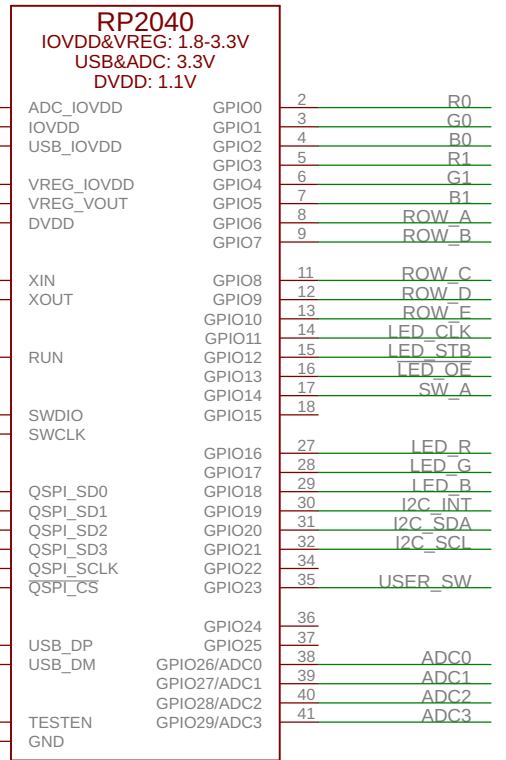 RP2040
IOVDD&VREG: 1.8-3.3V
USB&ADC: 3.3V
DVDD: 1.1V
ADC_IOVDD GPIO0 2 R0
IOVDD GPIO1 3 G0
USB_IOVDD GPIO2 4 B0
GPIO3 5 R1
VREG_IOVDD GPIO4 6 G1
VREG_VOUT GPIO5 7 B1
DVDD GPIO6 8 ROW_A
GPIO7 9 ROW_B
XIN GPIO8 11 ROW_C
XOUT GPIO9 12 ROW_D
GPIO10 13 ROW_E
GPIO11 14 LED_CLK
RUN GPIO12 15 LED_STB
GPIO13 16 LED_OE
GPIO14 17 SW_A
SWDIO GPIO15 18
SWCLK
GPIO16 27 LED_R
GPIO17 28 LED_G
QSPI_SD0 GPIO18 29 LED_B
QSPI_SD1 GPIO19 30 I2C_INT
QSPI_SD2 GPIO20 31 I2C_SDA
QSPI_SD3 GPIO21 32 I2C_SCL
QSPI_SCLK GPIO22 34
QSPI_CS GPIO23 35 USER_SW
GPIO24 36
USB_DP GPIO25 37
USB_DM GPIO26/ADC0 38 ADC0
GPIO27/ADC1 39 ADC1
GPIO28/ADC2 40 ADC2
TESTEN GPIO29/ADC3 41 ADC3
GND